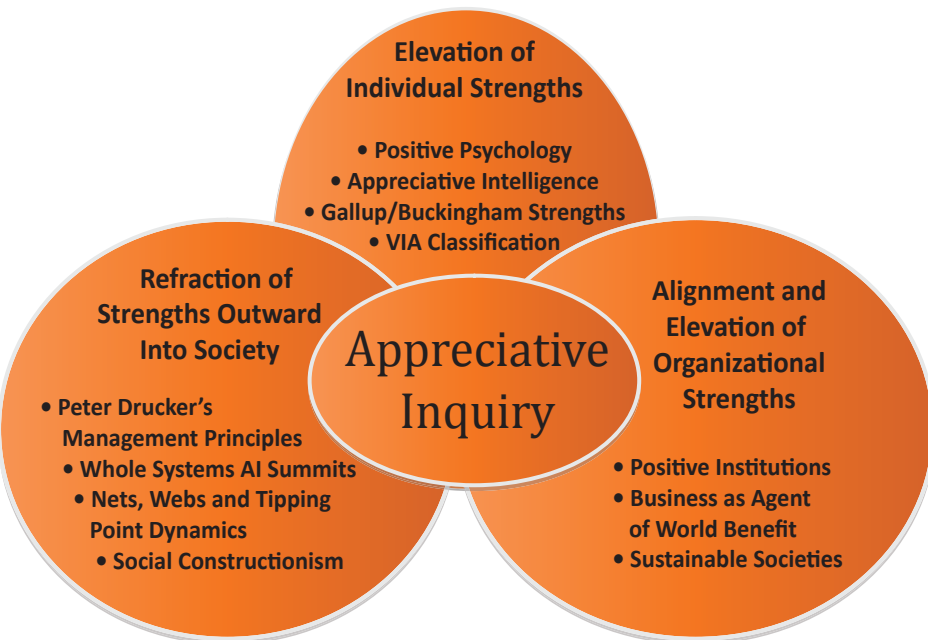 Elevation of
Individual Strengths
• Positive Psychology
• Appreciative Intelligence
• Gallup/Buckingham Strengths
• VIA Classification
Refraction of
Strengths Outward
Into Society
• Peter Drucker’s
Management Principles
• Whole Systems AI Summits
• Nets, Webs and Tipping
Point Dynamics
• Social Constructionism
Appreciative
Inquiry
Alignment and
Elevation of
Organizational
Strengths
• Positive Institutions
• Business as Agent
of World Benefit
• Sustainable Societies